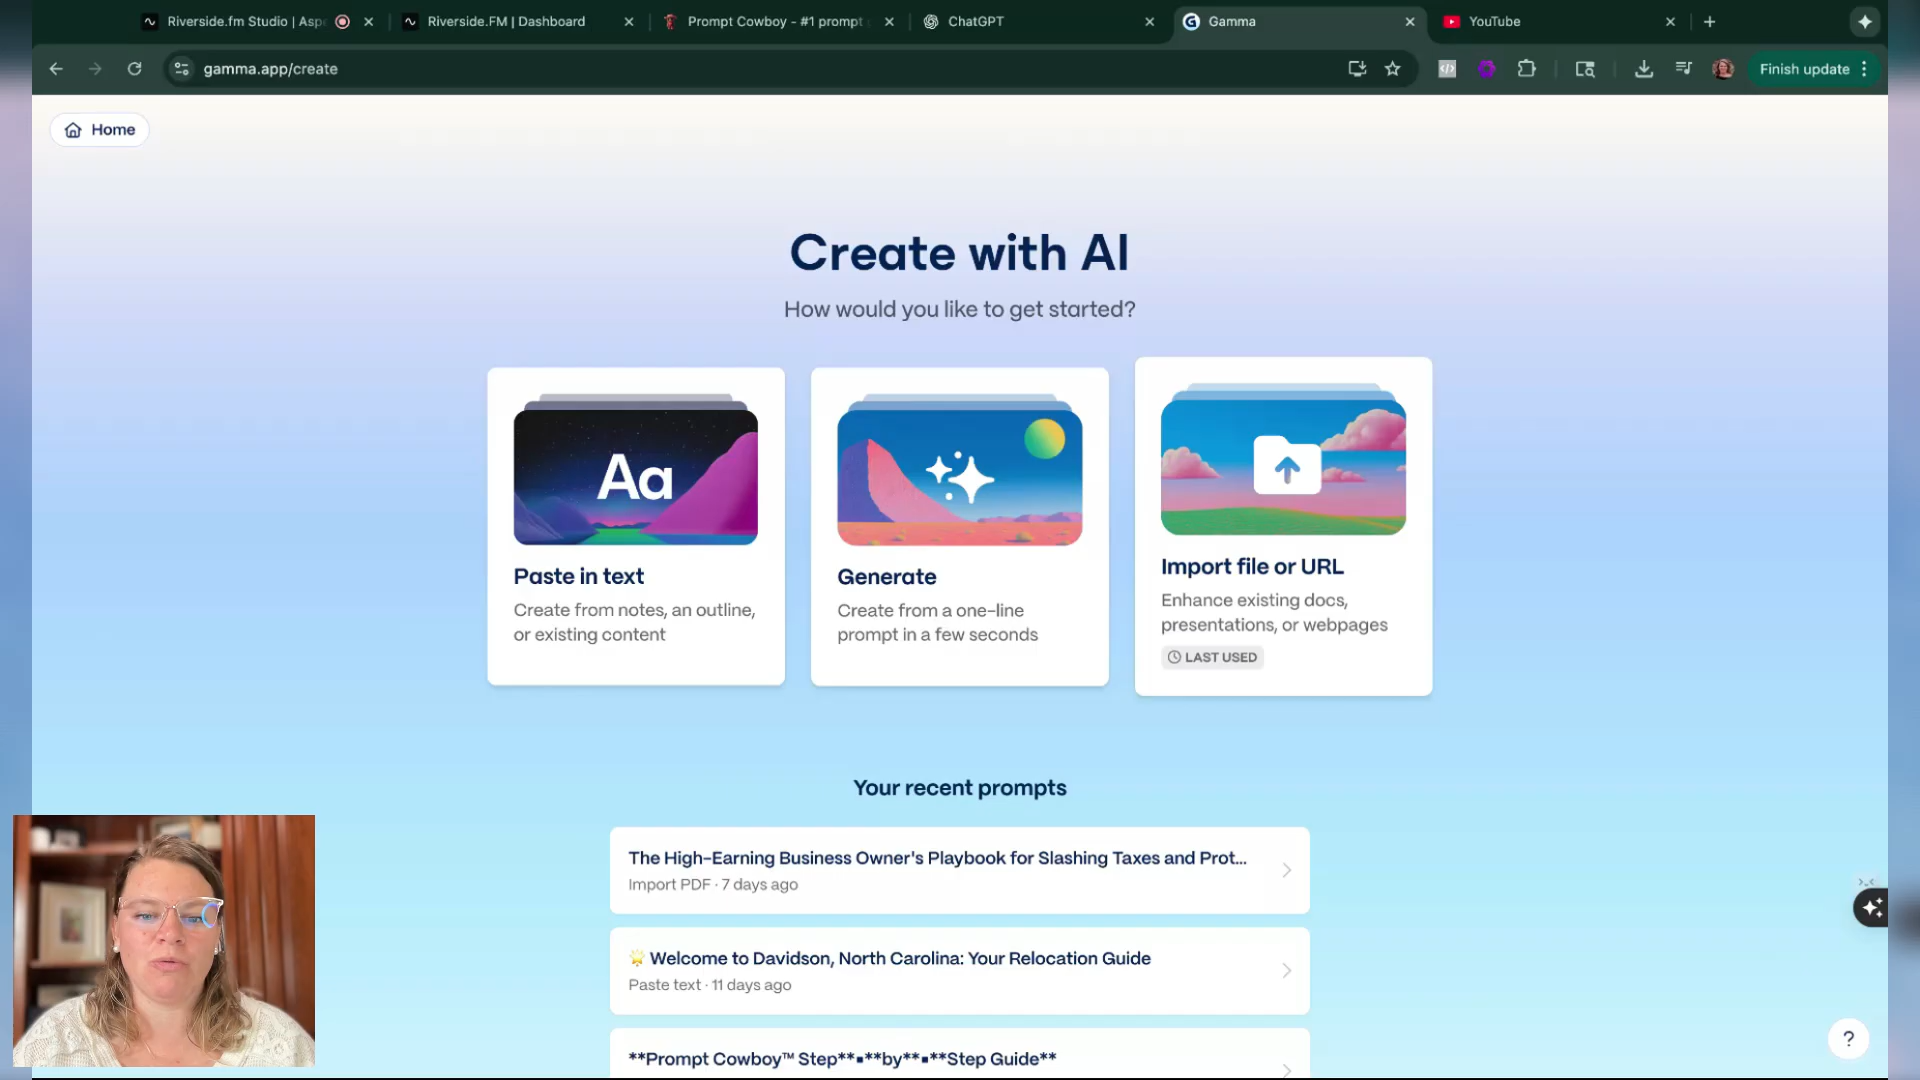 Riverside.fm Studio | Asp
Riverside.FM | Dashboard
Prompt Cowboy - #1 prompt
ChatGPT
Gamma
YouTube
gamma.app/create
Finish update
Home
Create with AI
How would you like to get started?
Aa
Paste in text
Create from notes, an outline,
or existing content
Generate
Create from a one-line
prompt in a few seconds
Import file or URL
Enhance existing docs,
presentations, or webpages
LAST USED
Your recent prompts
The High-Earning Business Owner's Playbook for Slashing Taxes and Prot...
Import PDF · 7 days ago
🌟 Welcome to Davidson, North Carolina: Your Relocation Guide
Paste text · 11 days ago
**Prompt Cowboy™ Step**▪**by**▪**Step Guide**
?